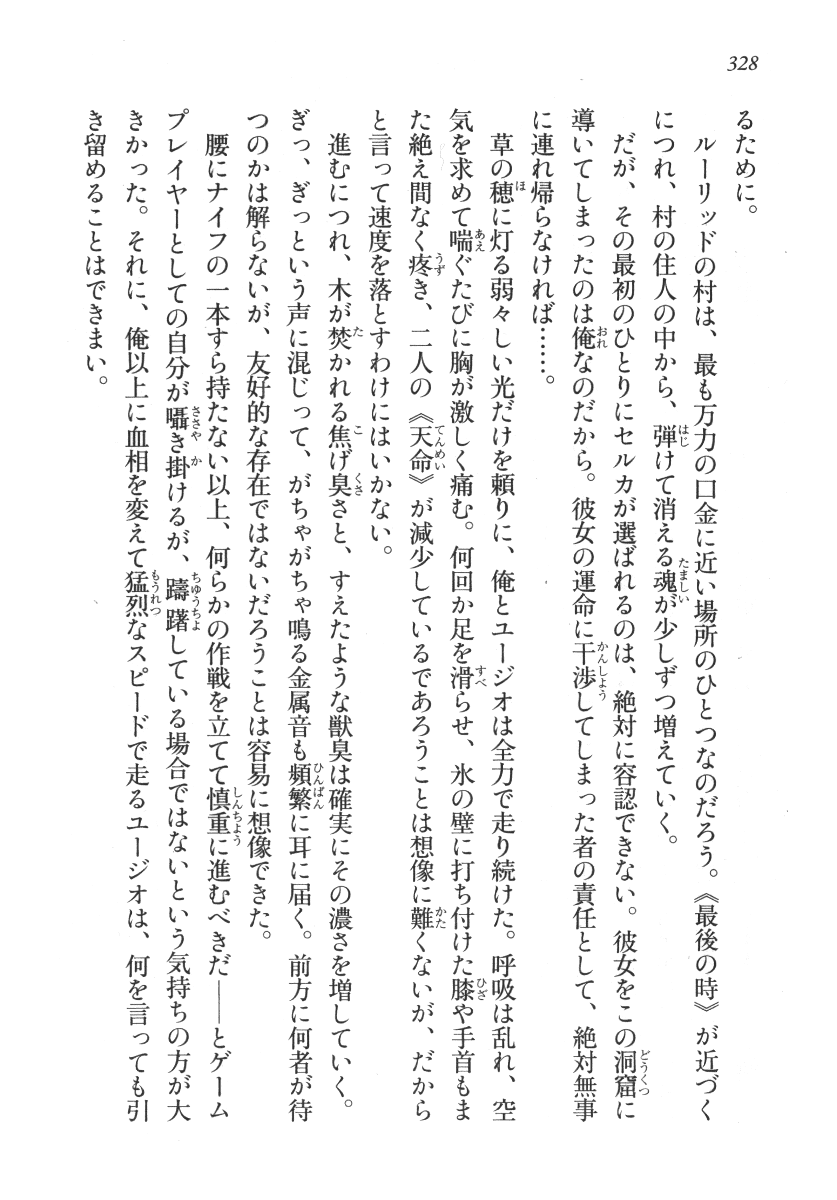 328
るために。
　ルーリッドの村は、最も万力の口金に近い場所のひとつなのだろう。《最後の時》が近づく
につれ、村の住人の中から、弾けて消える魂が少しずつ増えていく。
　だが、その最初のひとりにセルカが選ばれるのは、絶対に容認できない。彼女をこの洞窟に
導いてしまったのは俺なのだから。彼女の運命に干渉してしまった者の責任として、絶対無事
に連れ帰らなければ……。
　草の穂に灯る弱々しい光だけを頼りに、俺とユージオは全力で走り続けた。呼吸は乱れ、空
気を求めて喘ぐたびに胸が激しく痛む。何回か足を滑らせ、氷の壁に打ち付けた膝や手首もま
た絶え間なく疼き、二人の《天命》が減少しているであろうことは想像に難くないが、だから
と言って速度を落とすわけにはいかない。
　進むにつれ、木が焚かれる焦げ臭さと、すえたような獣臭は確実にその濃さを増していく。
ぎっ、ぎっという声に混じって、がちゃがちゃ鳴る金属音も頻繁に耳に届く。前方に何者が待
つのかは解らないが、友好的な存在ではないだろうことは容易に想像できた。
　腰にナイフの一本すら持たない以上、何らかの作戦を立てて慎重に進むべきだ――とゲーム
プレイヤーとしての自分が囁き掛けるが、躊躇している場合ではないという気持ちの方が大
きかった。それに、俺以上に血相を変えて猛烈なスピードで走るユージオは、何を言っても引
き留めることはできまい。